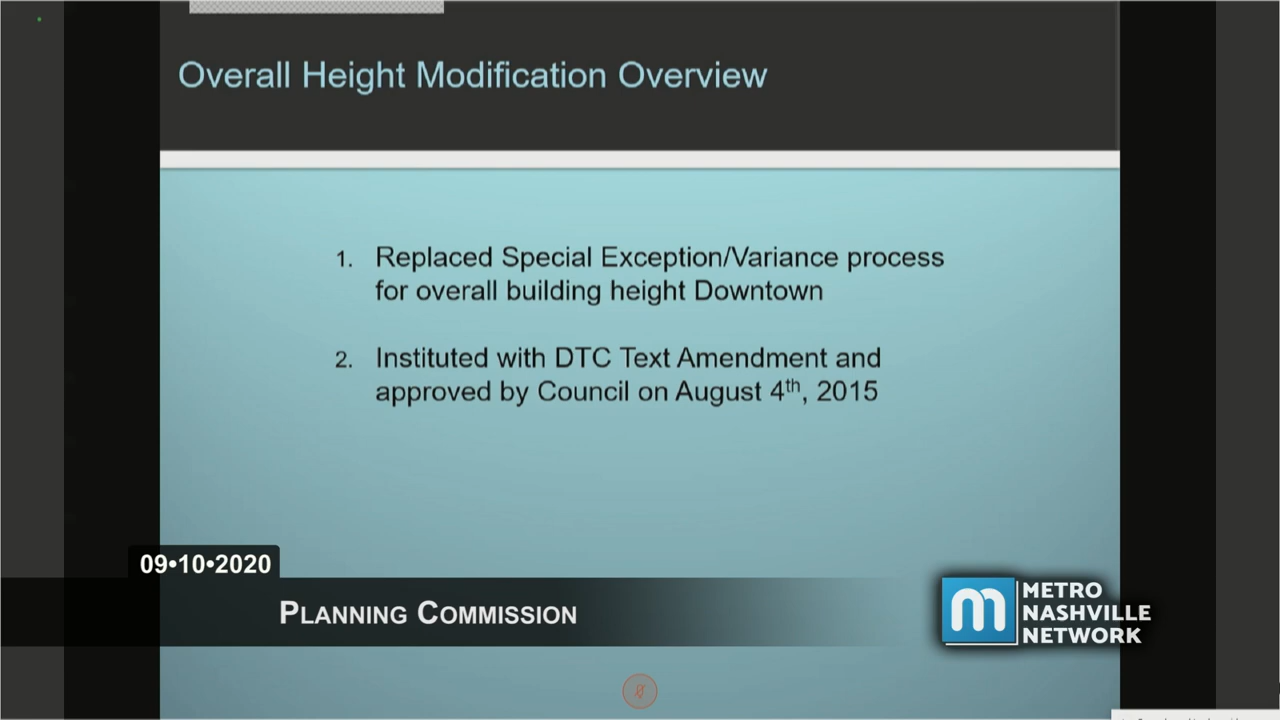 Overall Height Modification Overview
1. Replaced Special Exception/Variance process
for overall building height Downtown
2. Instituted with DTC Text Amendment and
approved by Council on August 4th, 2015
09•10•2020
PLANNING COMMISSION
m METRO
NASHVILLE
NETWORK